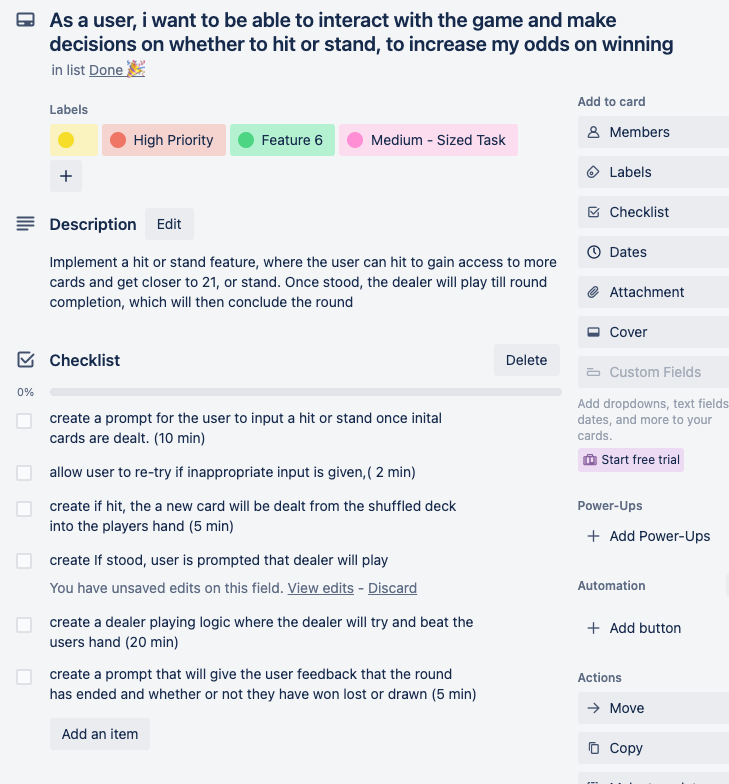 As a user, i want to be able to interact with the game and make
decisions on whether to hit or stand, to increase my odds on winning
in list Done 🎉
Labels
High Priority
Feature 6
Medium - Sized Task
+
Description
Edit
Implement a hit or stand feature, where the user can hit to gain access to more
cards and get closer to 21, or stand. Once stood, the dealer will play till round
completion, which will then conclude the round
Checklist
Delete
0%
create a prompt for the user to input a hit or stand once inital
cards are dealt. (10 min)
allow user to re-try if inappropriate input is given,( 2 min)
create if hit, the a new card will be dealt from the shuffled deck
into the players hand (5 min)
create If stood, user is prompted that dealer will play
You have unsaved edits on this field. View edits - Discard
create a dealer playing logic where the dealer will try and beat the
users hand (20 min)
create a prompt that will give the user feedback that the round
has ended and whether or not they have won lost or drawn (5 min)
Add an item
Add to card
Members
Labels
Checklist
Dates
Attachment
Cover
Custom Fields
Add dropdowns, text fields
dates, and more to your
cards.
Start free trial
Power-Ups
+ Add Power-Ups
Automation
+ Add button
Actions
Move
Copy